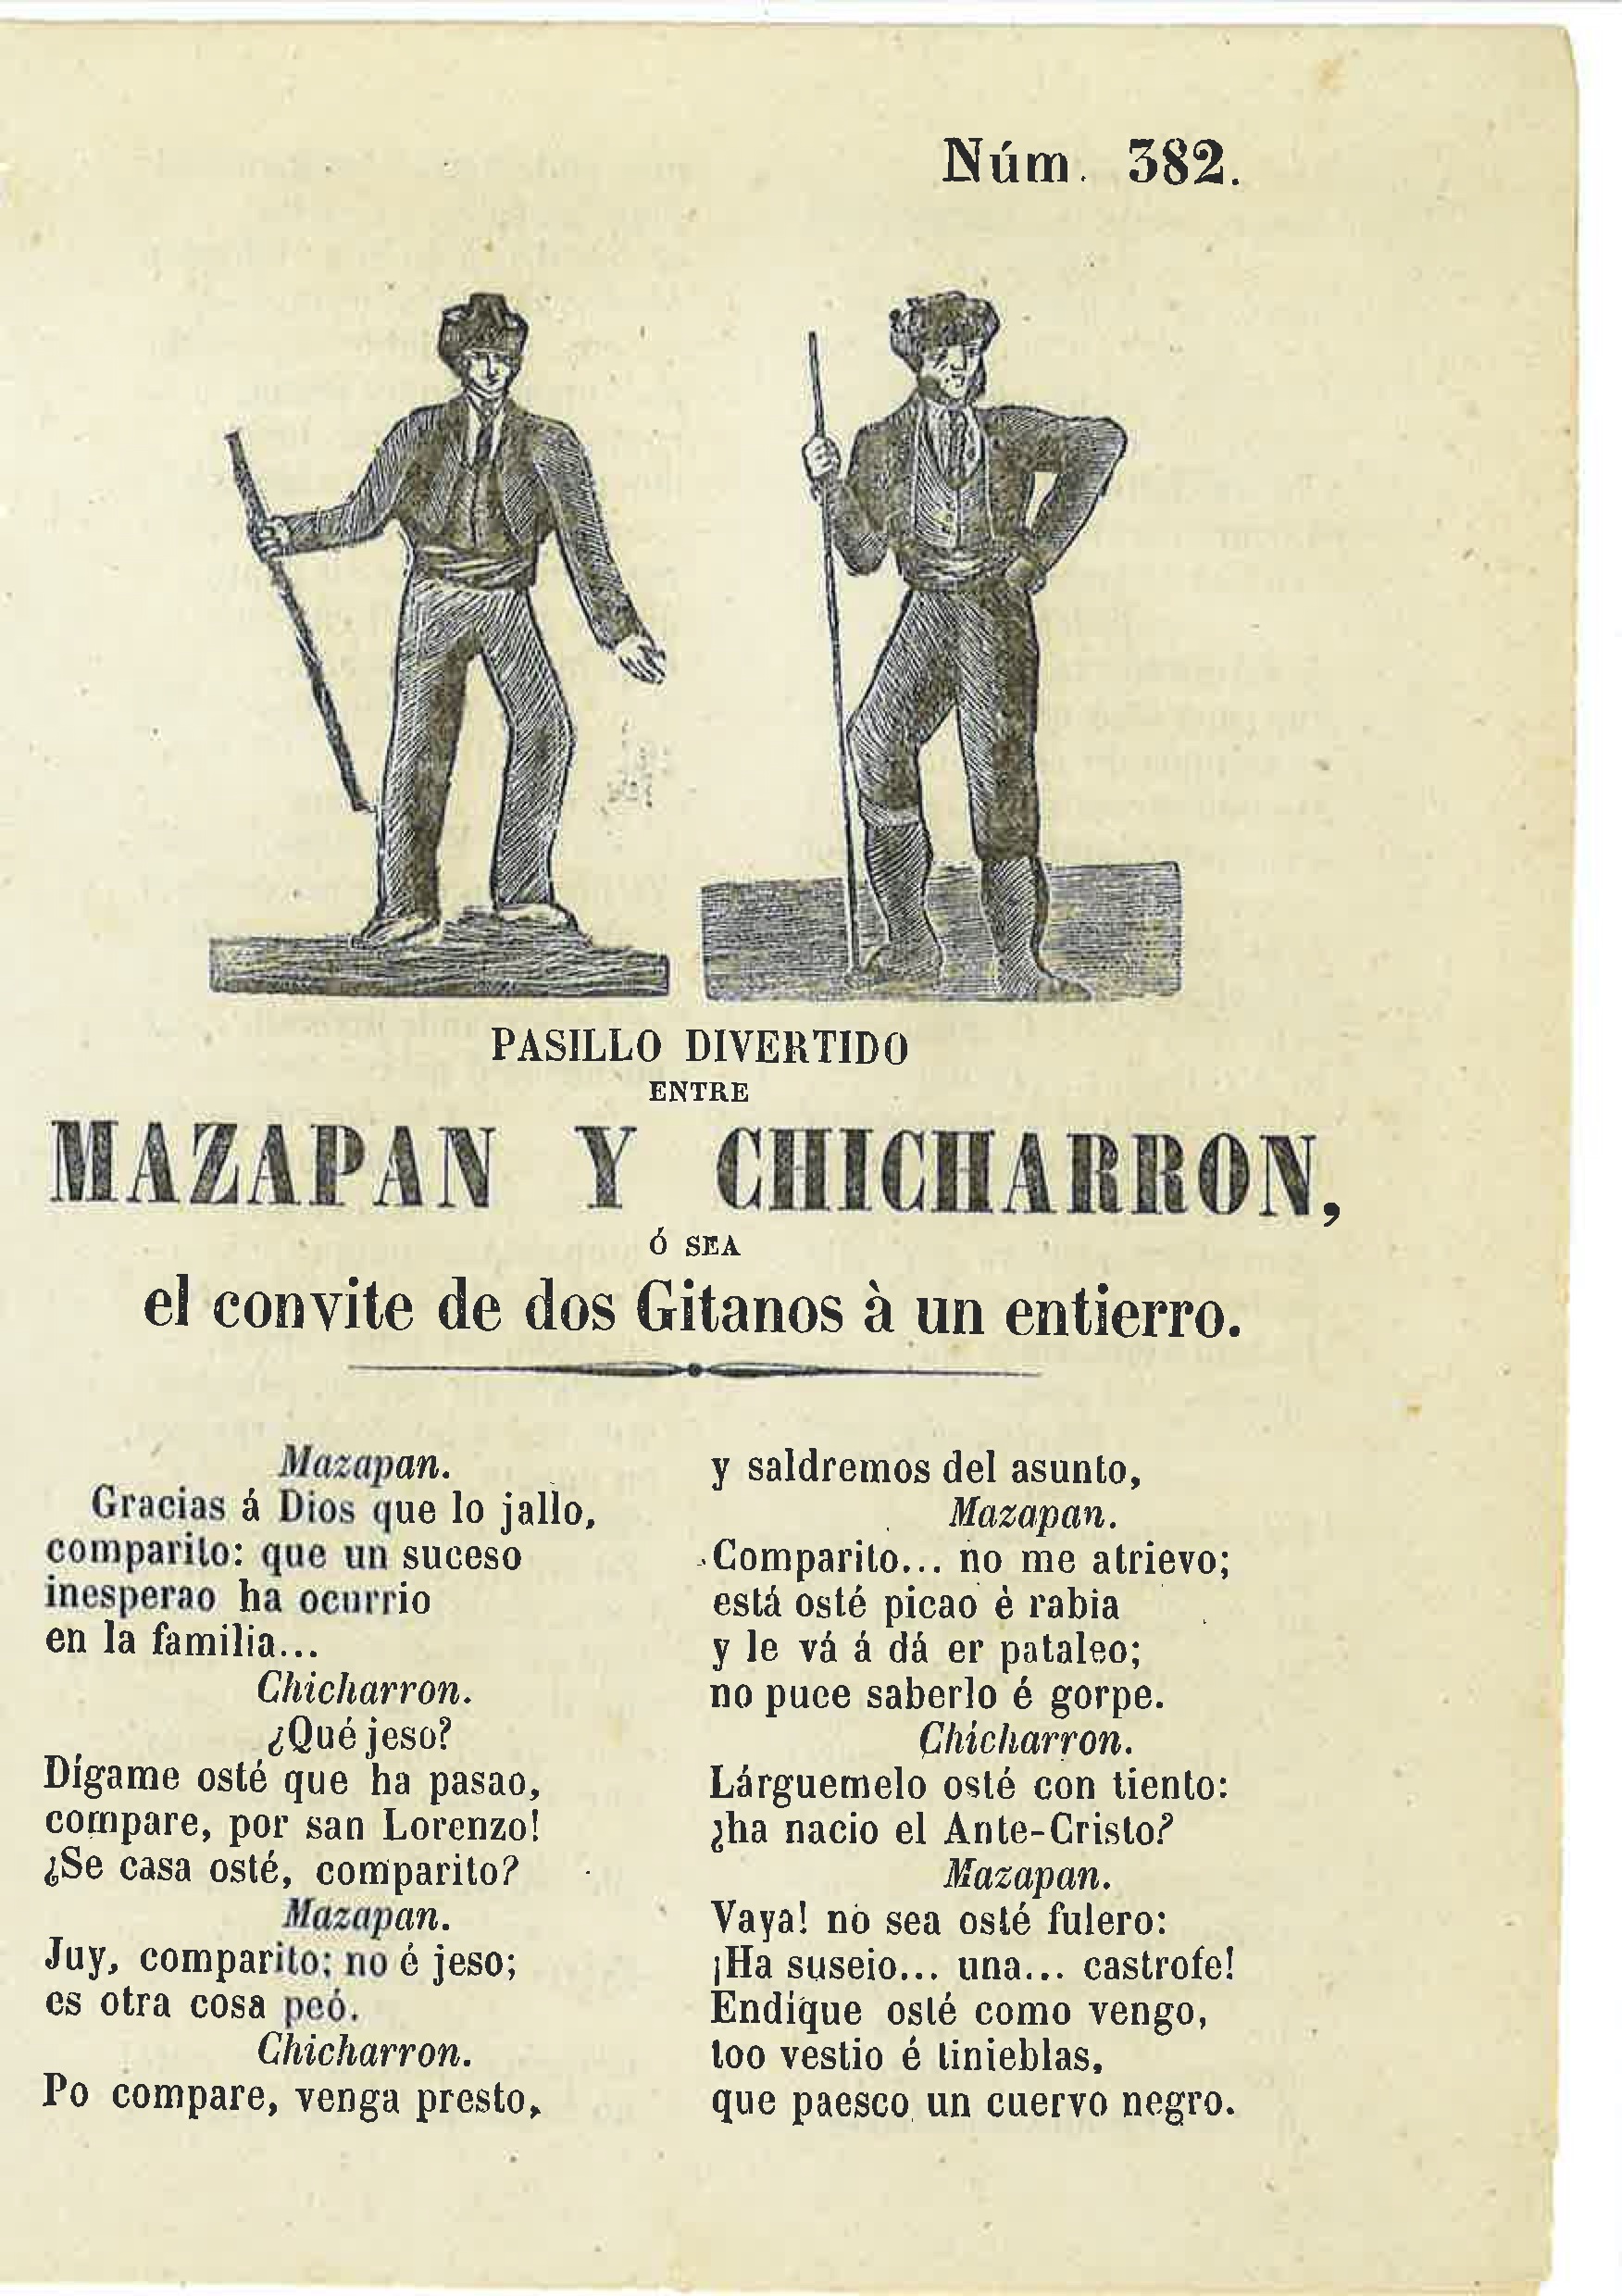 Núm. 382.
PASILLO DIVERTIDO
ENTRE
MAZAPAN Y CHICHARRON,
Ó SEA
el convite de dos Gitanos à un entierro.
Mazapan.
Gracias á Dios que lo jallo,
comparito: que un suceso
inesperao ha ocurrio
en la familia...
Chicharron.
¿Qué jeso?
Dígame osté que ha pasao,
compare, por san Lorenzo!
¿Se casa osté, comparito?
Mazapan.
Juy, comparito; no é jeso;
es otra cosa peó.
Chicharron.
Po compare, venga presto,
y saldremos del asunto,
Mazapan.
Comparito... no me atrievo;
está osté picao è rabia
y le vá á dá er pataleo;
no puce saberlo é gorpe.
Chicharron.
Lárguemelo osté con tiento:
¿ha nacio el Ante-Cristo?
Mazapan.
Vaya! no sea osté fulero:
¡Ha suseio... una... castrofe!
Endique osté como vengo,
too vestio é tinieblas,
que paesco un cuervo negro.